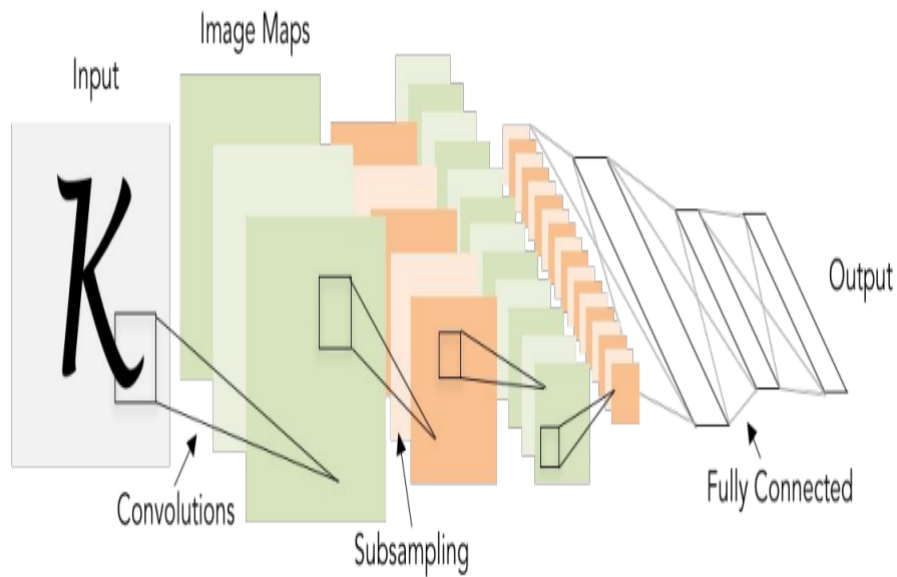 Image Maps
Input
K
Output
Convolutions
Fully Connected
Subsampling